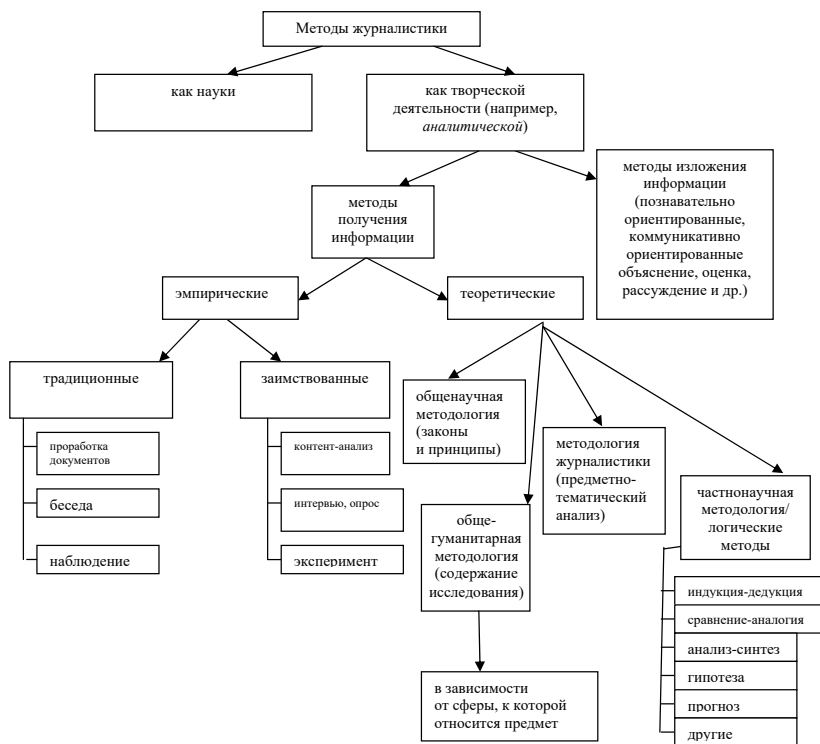 Методы журналистики
как науки
как творческой
деятельности (например,
аналитической)
методы изложения
информации
(познавательно
ориентированные,
коммуникативно
ориентированные
объяснение, оценка,
рассуждение и др.)
методы
получения
информации
эмпирические
теоретические
традиционные
проработка
документов
беседа
наблюдение
заимствованные
контент-анализ
интервью, опрос
эксперимент
общенаучная
методология
(законы
и принципы)
обще-
гуманитарная
методология
(содержание
исследования)
в зависимости
от сферы, к которой
относится предмет
методология
журналистики
(предметно-
тематический
анализ)
частнонаучная
методология/
логические
методы
индукция-дедукция
сравнение-аналогия
анализ-синтез
гипотеза
прогноз
другие